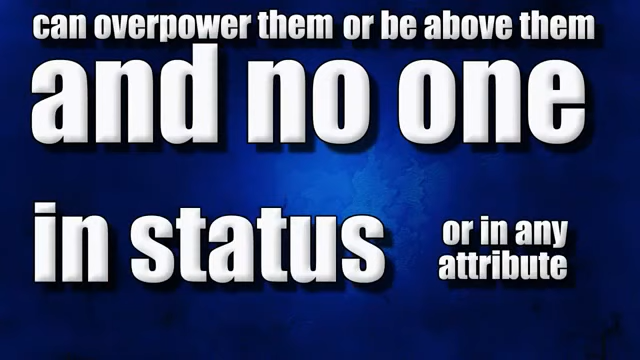 can overpower them or be above them
and no one
in status
or in any
attribute